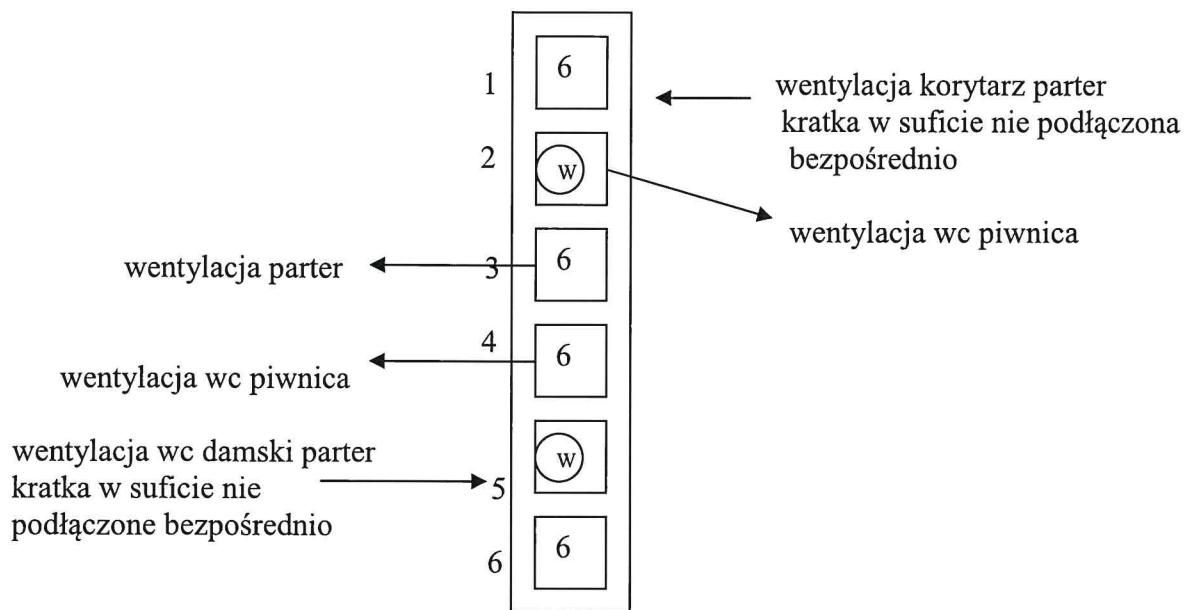 6
1
wentylacja korytarz parter
kratka w suficie nie podłączona
bezpośrednio
2
w
wentylacja wc piwnica
wentylacja parter
3
6
4
6
wentylacja wc piwnica
wentylacja wc damski parter
kratka w suficie nie
podłączone bezpośrednio
w
5
6
6